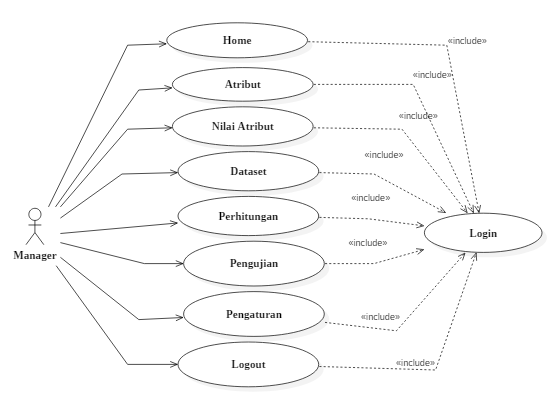 Home
«include»
Atribut
«include»
Nilai Atribut
«include»
Dataset
«include»
Perhitungan
«include»
Manager
Login
Pengujian
«include»
Pengaturan
«include»
Logout
«include»